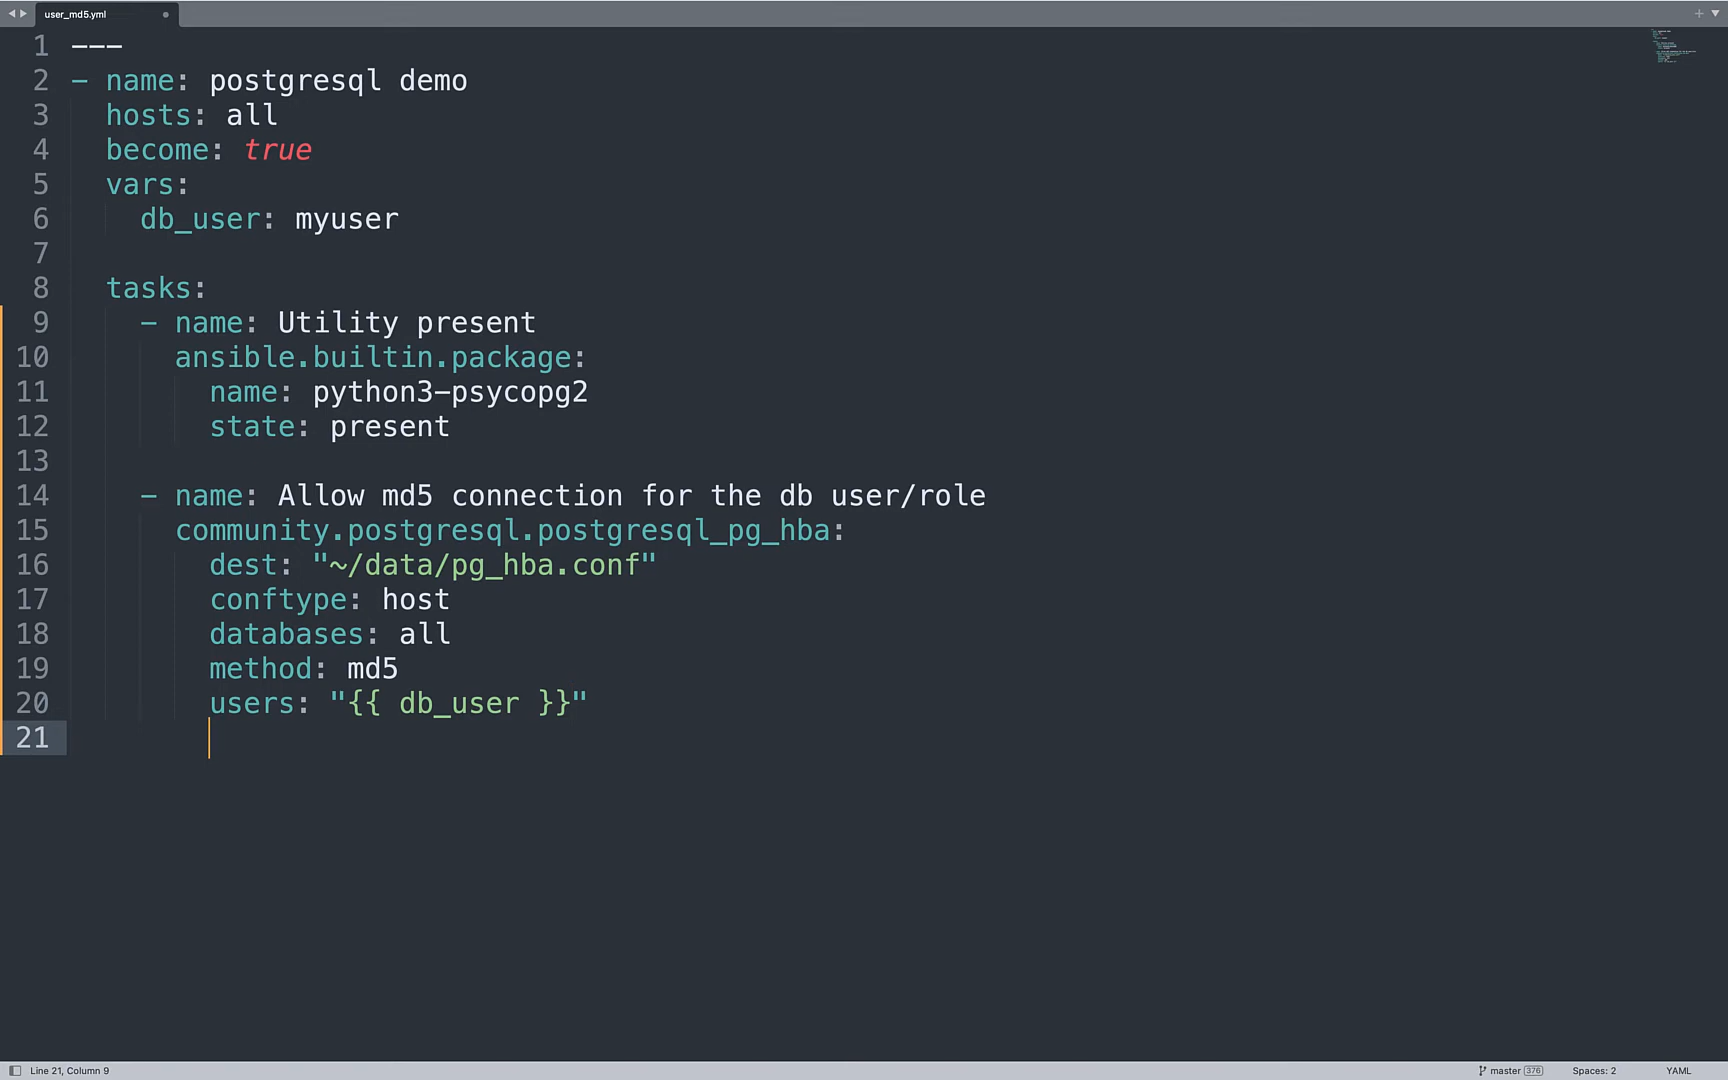 user_md5.yml
1 ---
2 - name: postgresql demo
3 hosts: all
4 become: true
5 vars:
6 db_user: myuser
7
8 tasks:
9 - name: Utility present
10 ansible.builtin.package:
11 name: python3-psycopg2
12 state: present
13
14 - name: Allow md5 connection for the db user/role
15 community.postgresql.postgresql_pg_hba:
16 dest: "~/data/pg_hba.conf"
17 conftype: host
18 databases: all
19 method: md5
20 users: "{{ db_user }}"
21
Line 21, Column 9 master 376 Spaces: 2 YAML